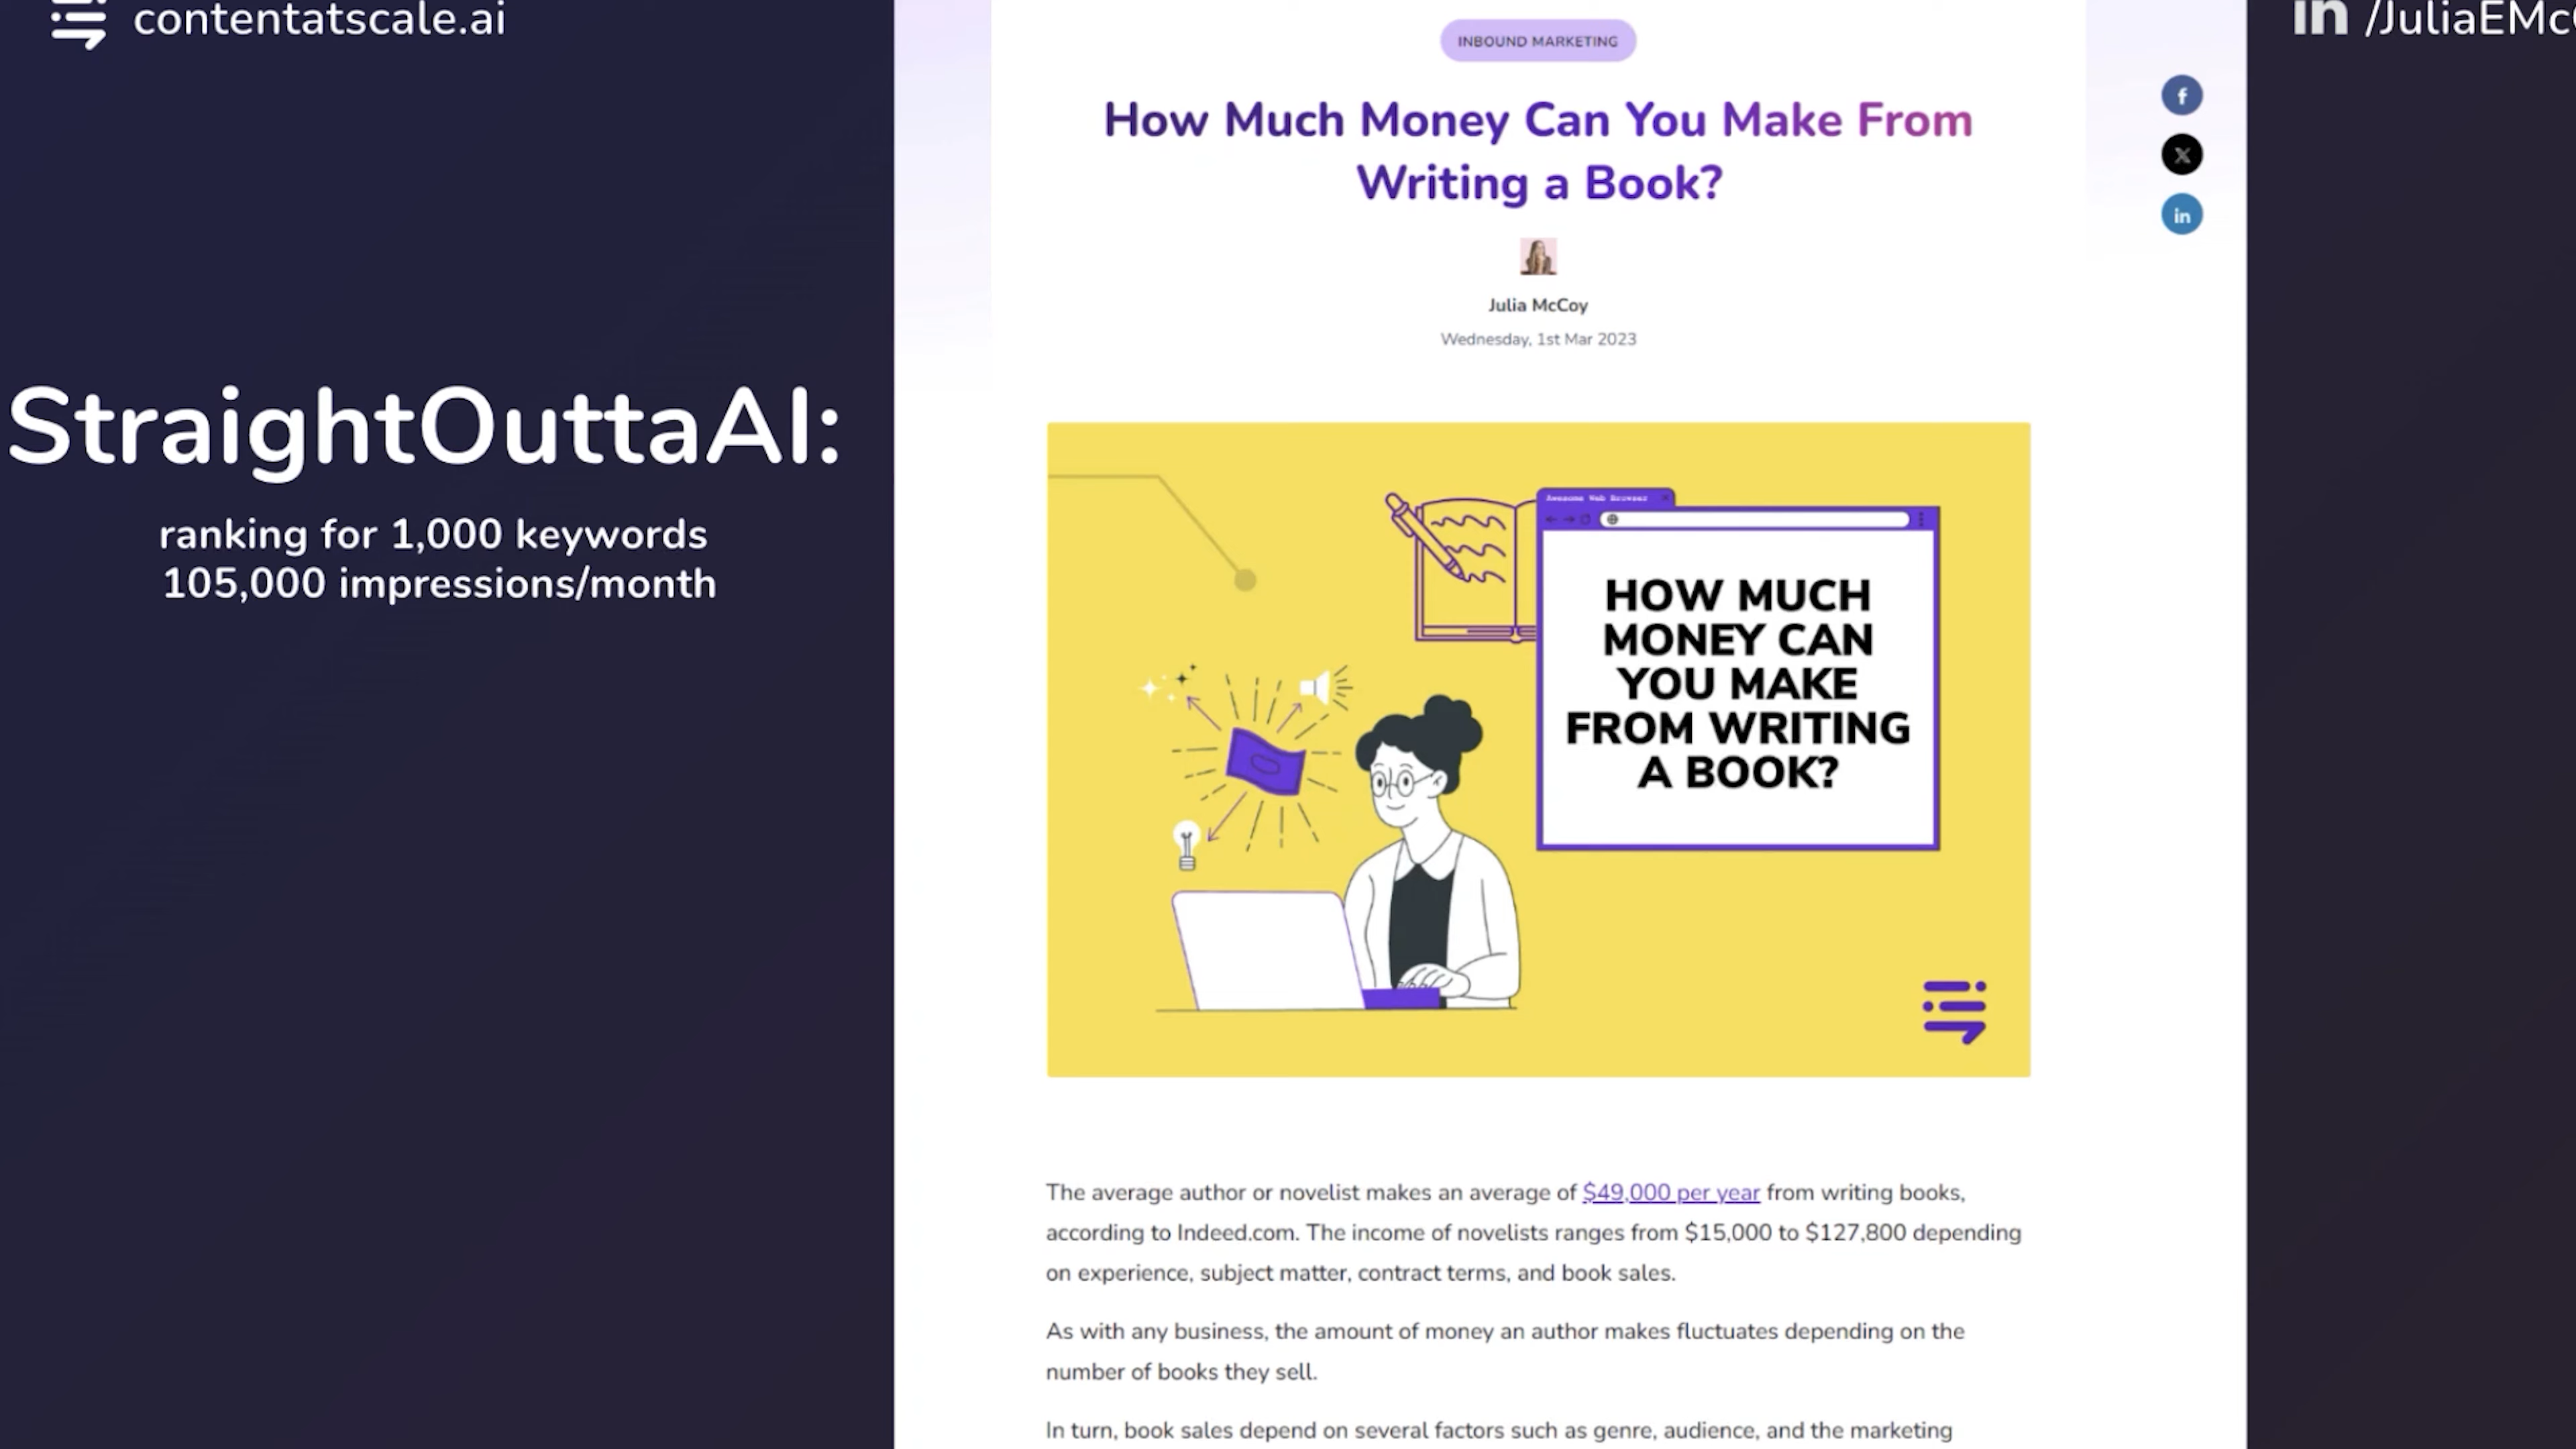 contentatscale.ai
in /JuliaEMc
StraightOuttaAI:
ranking for 1,000 keywords
105,000 impressions/month
INBOUND MARKETING
How Much Money Can You Make From
Writing a Book?
Julia McCoy
Wednesday, 1st Mar 2023
f
X
in
Awesome Web Browser
HOW MUCH
MONEY CAN
YOU MAKE
FROM WRITING
A BOOK?
The average author or novelist makes an average of $49,000 per year from writing books,
according to Indeed.com. The income of novelists ranges from $15,000 to $127,800 depending
on experience, subject matter, contract terms, and book sales.
As with any business, the amount of money an author makes fluctuates depending on the
number of books they sell.
In turn, book sales depend on several factors such as genre, audience, and the marketing